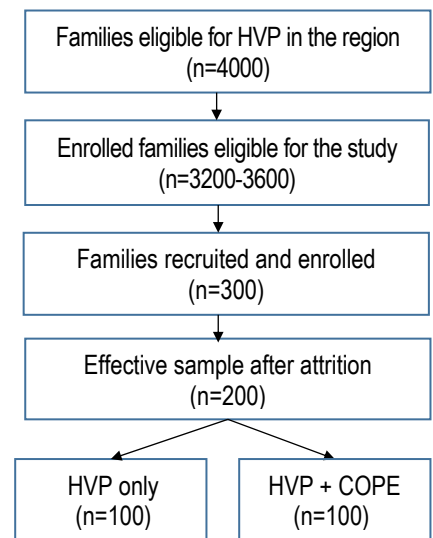 Families eligible for HVP in the region
(n=4000)
Enrolled families eligible for the study
(n=3200-3600)
Families recruited and enrolled
(n=300)
Effective sample after attrition
(n=200)
HVP only
(n=100)
HVP + COPE
(n=100)